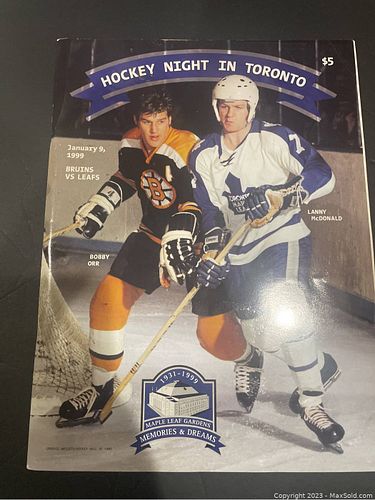 HOCKEY NIGHT IN TORONTO
$5
January 9,
1999
BRUINS
VS LEAFS
7
LANNY
McDONALD
BOBBY
ORR
B
1931-1999
MAPLE LEAF GARDENS
MEMORIES & DREAMS
Copyright © 2023 - MaxSold.com